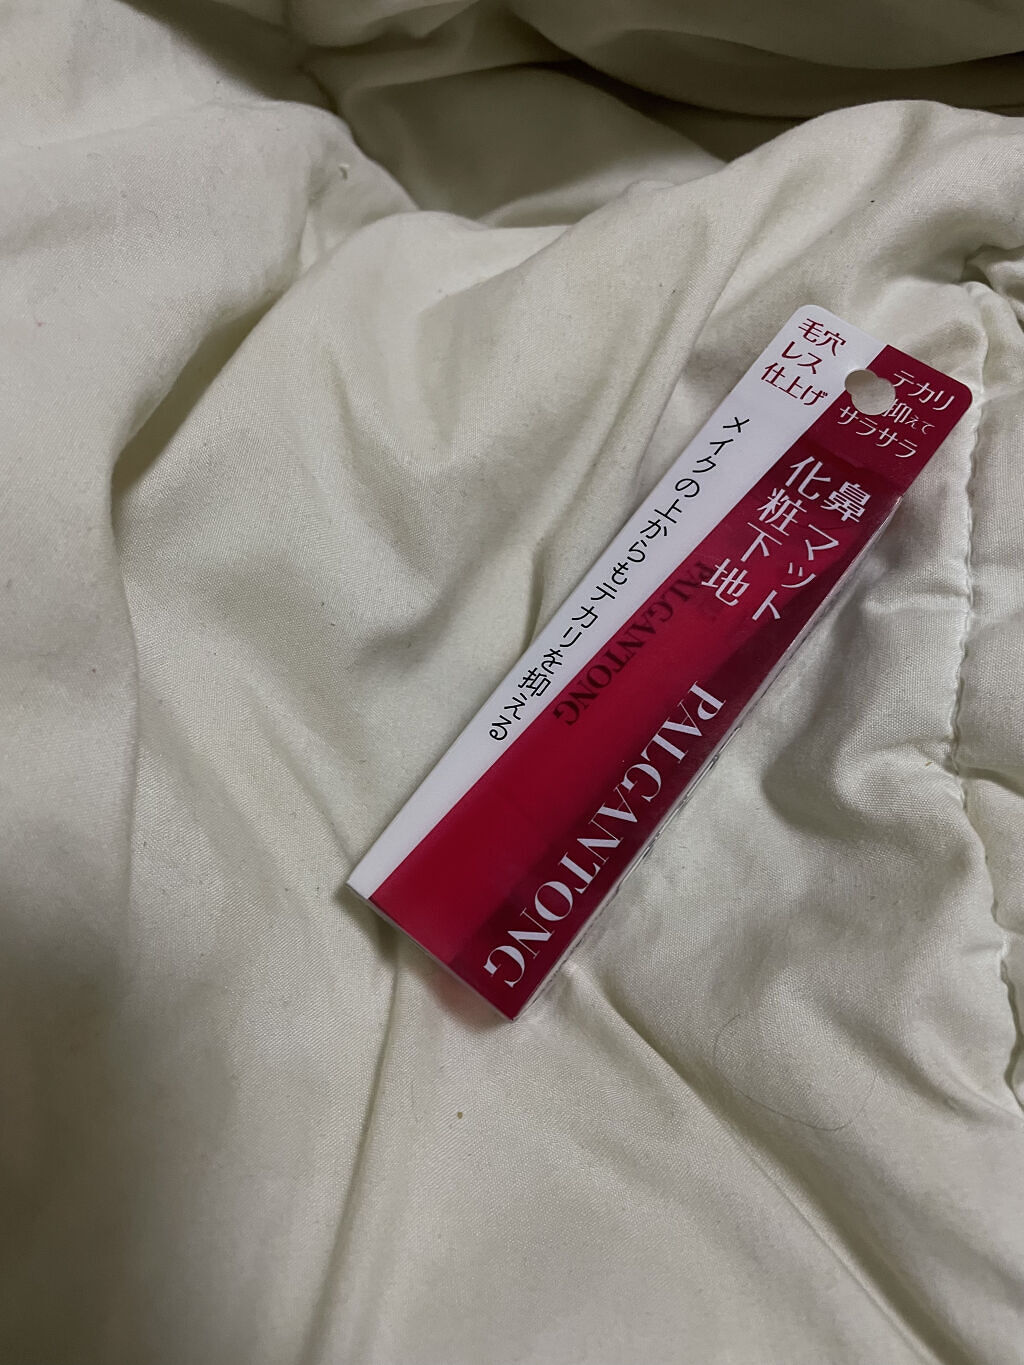 毛穴
レス
仕上げ
テカリ
抑えて
サラサラ
鼻マット
化粧下地
メイクの上からもテカリを抑える
PALGANTONG
PALGANTONG